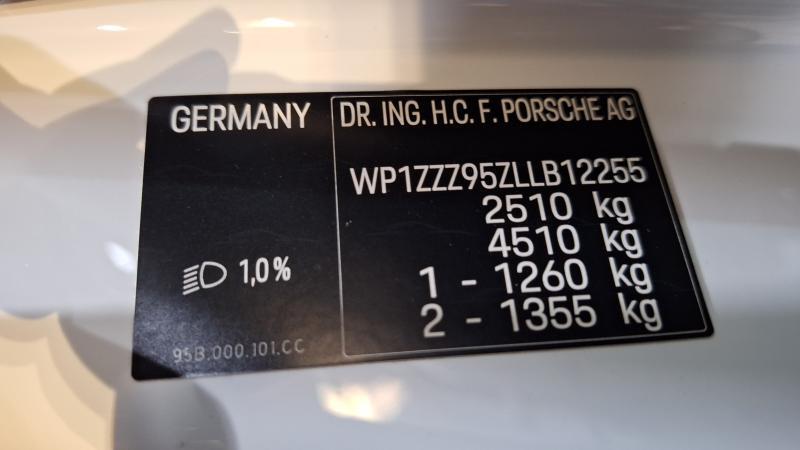 GERMANY
DR. ING. H.C. F. PORSCHE AG
WP1ZZZ95ZLLB12255
2510 kg
4510 kg
1 - 1260 kg
2 - 1355 kg
1,0%
95B.000.101.CC